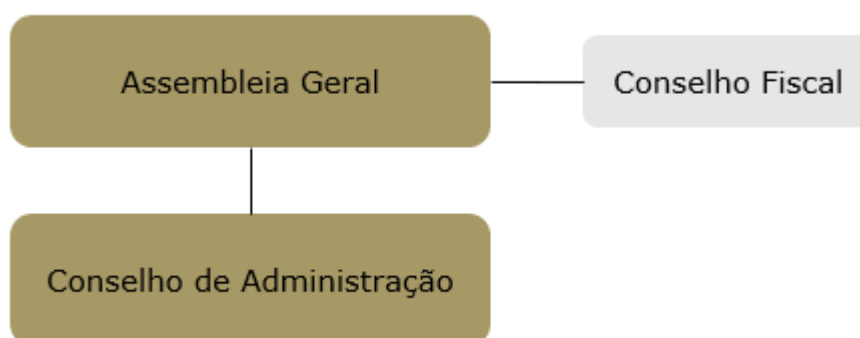 Assembleia Geral
Conselho Fiscal
Conselho de Administração